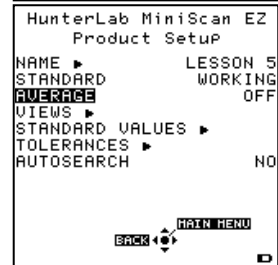 HunterLab MiniScan EZ
Product Setup
NAME ▶ LESSON 5
STANDARD WORKING
AVERAGE OFF
VIEWS ▶
STANDARD VALUES ▶
TOLERANCES ▶
AUTOSEARCH NO
MAIN MENU
BACK